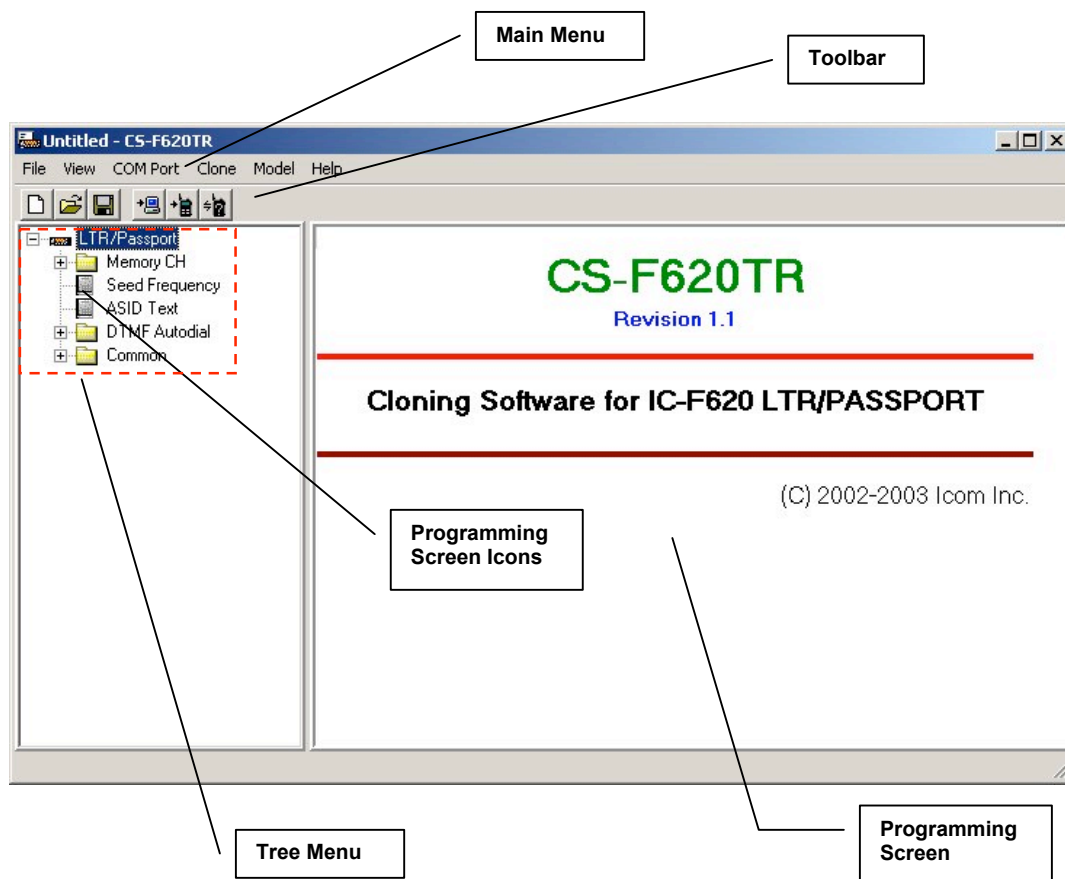 Main Menu
Toolbar
Untitled - CS-F620TR
File View COM Port Clone Model Help
LTR/Passport
Memory CH
Seed Frequency
ASID Text
DTMF Autodial
Common
CS-F620TR
Revision 1.1
Cloning Software for IC-F620 LTR/PASSPORT
(C) 2002-2003 Icom Inc.
Programming
Screen Icons
Tree Menu
Programming
Screen